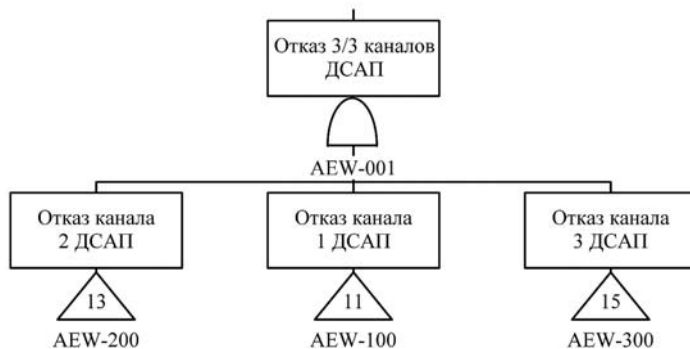 Отказ 3/3 каналов
ДСАП
AEW-001
Отказ канала
2 ДСАП
Отказ канала
1 ДСАП
Отказ канала
3 ДСАП
13
11
15
AEW-200
AEW-100
AEW-300